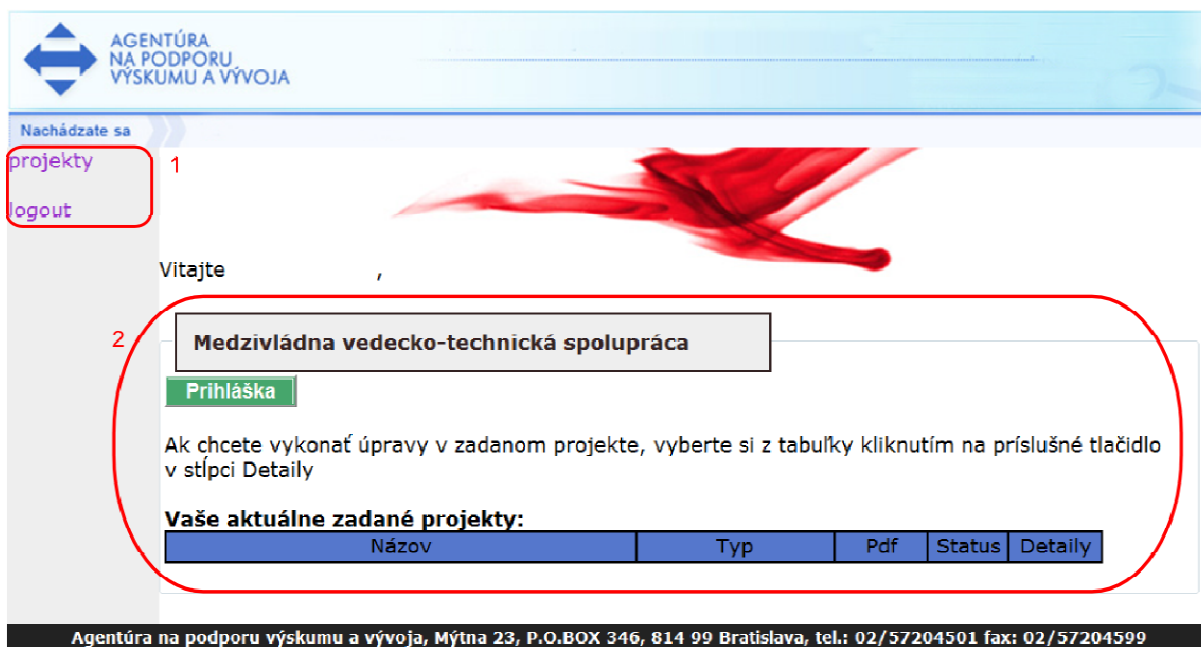 AGENTÚRA
NA PODPORU
VÝSKUMU A VÝVOJA
Nachádzate sa
projekty
1
logout
Vitajte ,
2
Medzivládna vedecko-technická spolupráca
Prihláška
Ak chcete vykonať úpravy v zadanom projekte, vyberte si z tabuľky kliknutím na príslušné tlačidlo
v stĺpci Detaily
Vaše aktuálne zadané projekty:
Názov Typ Pdf Status Detaily
Agentúra na podporu výskumu a vývoja, Mýtna 23, P.O.BOX 346, 814 99 Bratislava, tel.: 02/57204501 fax: 02/57204599